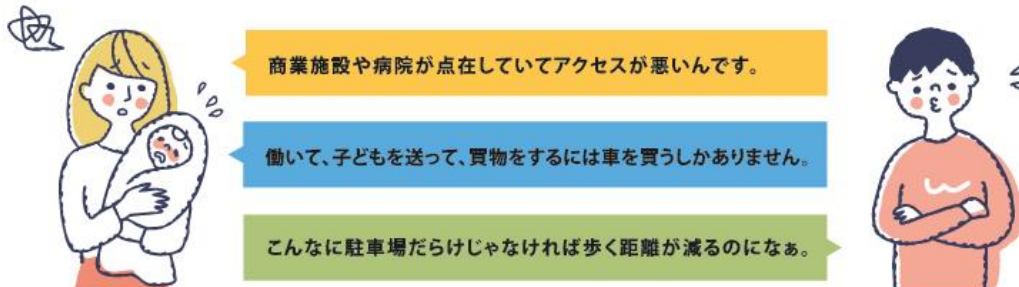 商業施設や病院が点在していてアクセスが悪いんです。
働いて、子どもを送って、買物をするには車を買うしかありません。
こんなに駐車場だらけじゃなければ歩く距離が減るのになぁ。